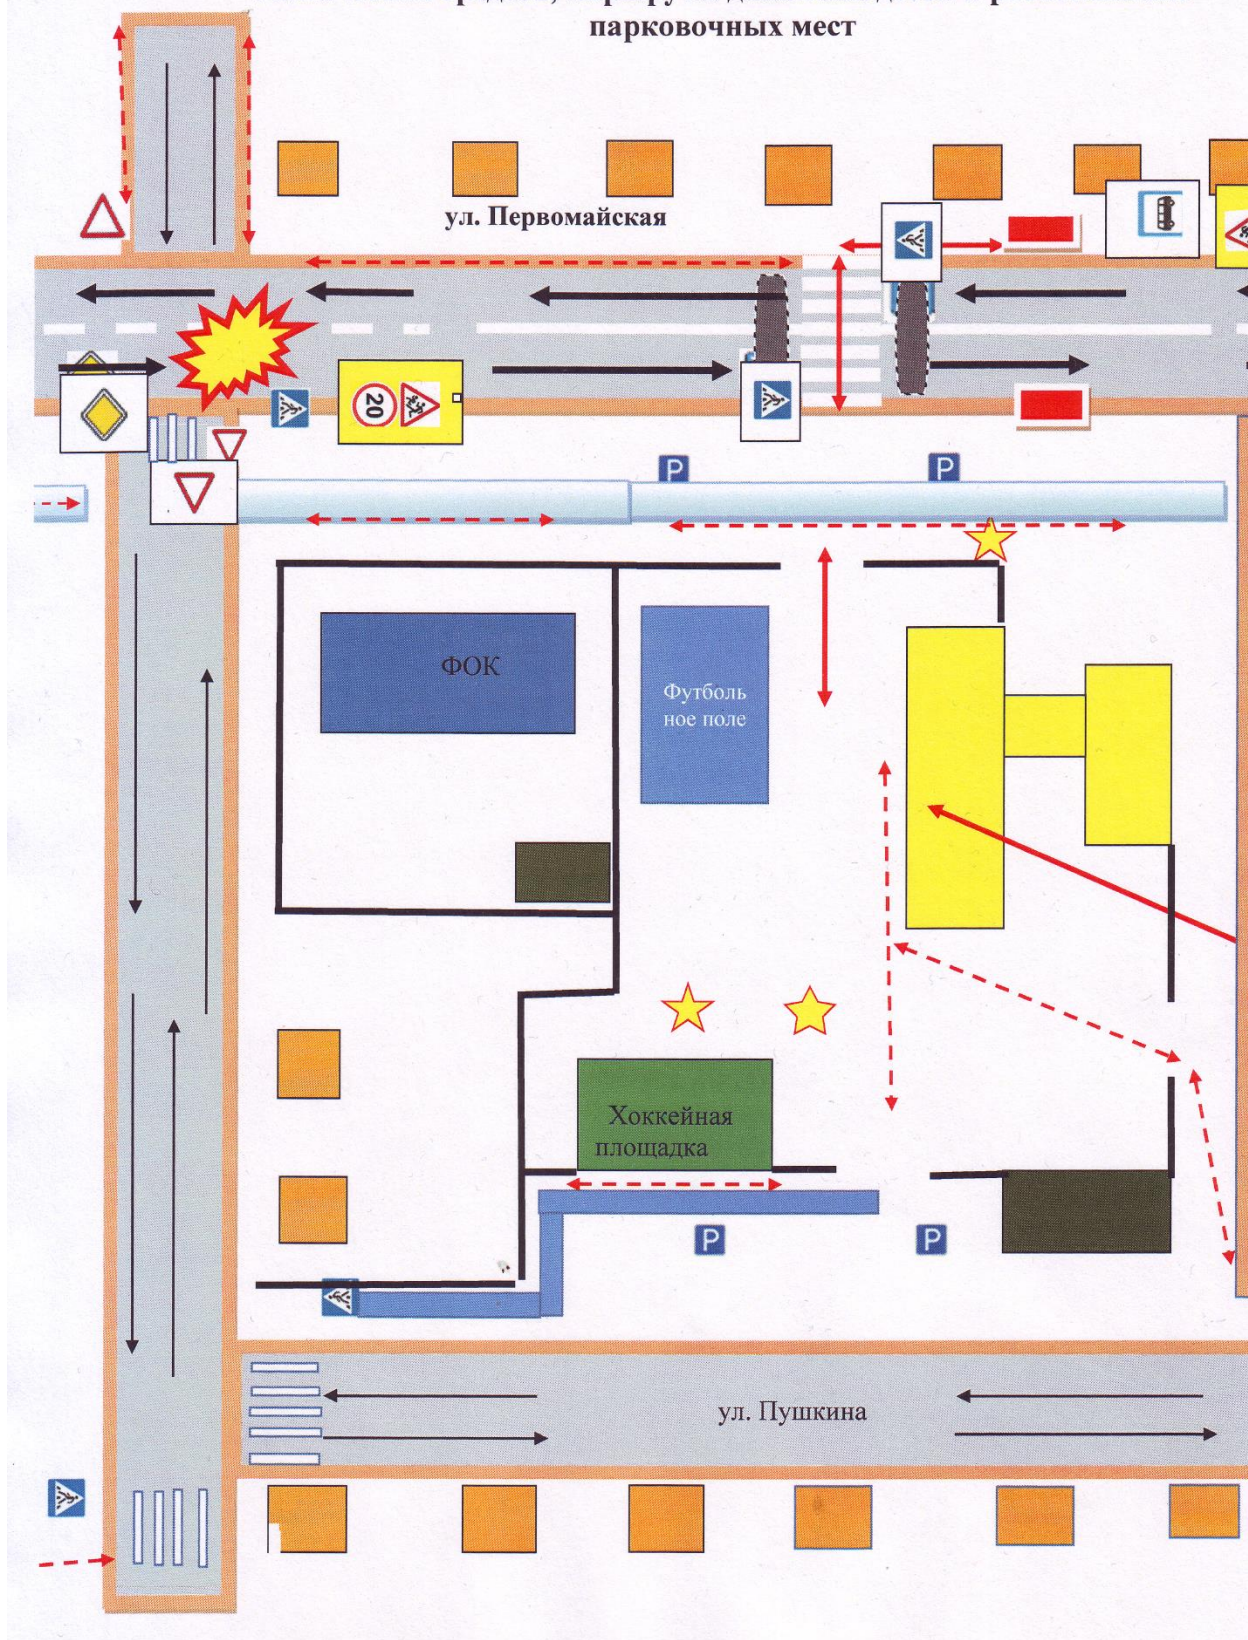 парковочных мест
ул. Первомайская
20
P
P
ФОК
Футболь
ное поле
Хоккейная
площадка
P
P
ул. Пушкина